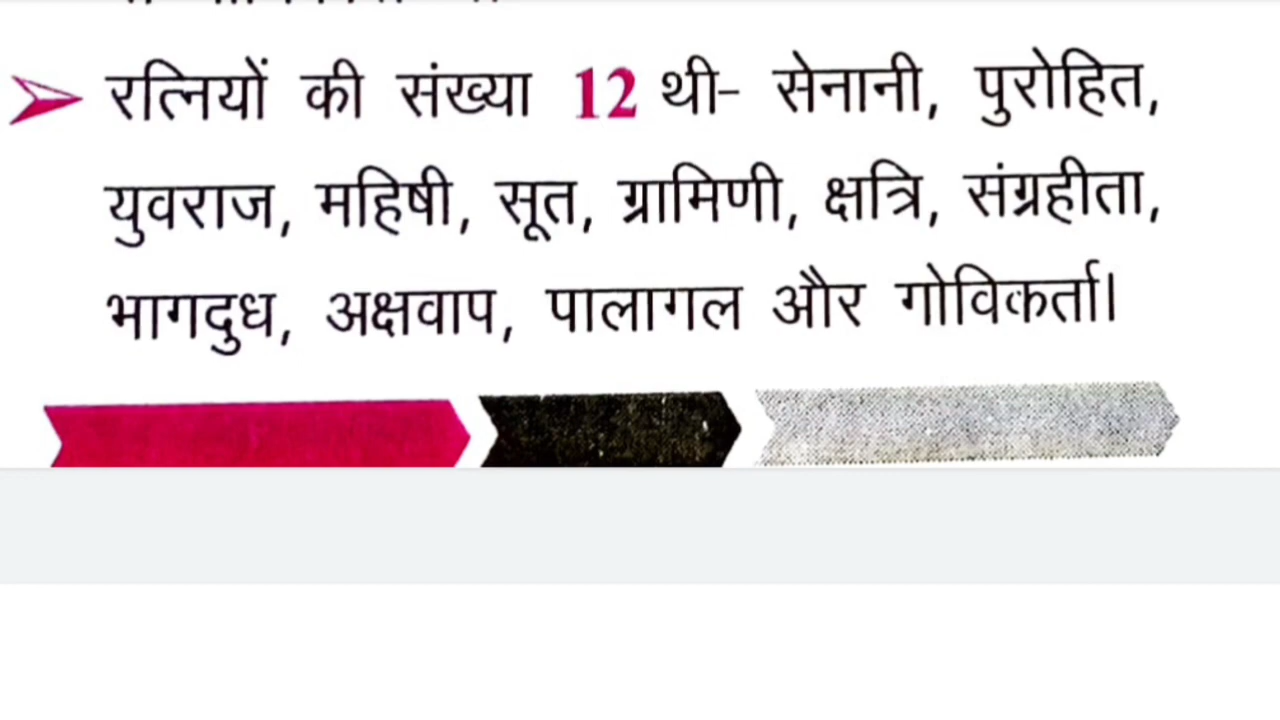 रत्नियों की संख्या 12 थी- सेनानी, पुरोहित,
युवराज, महिषी, सूत, ग्रामिणी, क्षत्रि, संग्रहीता,
भागदुध, अक्षवाप, पालागल और गोविकर्ता।